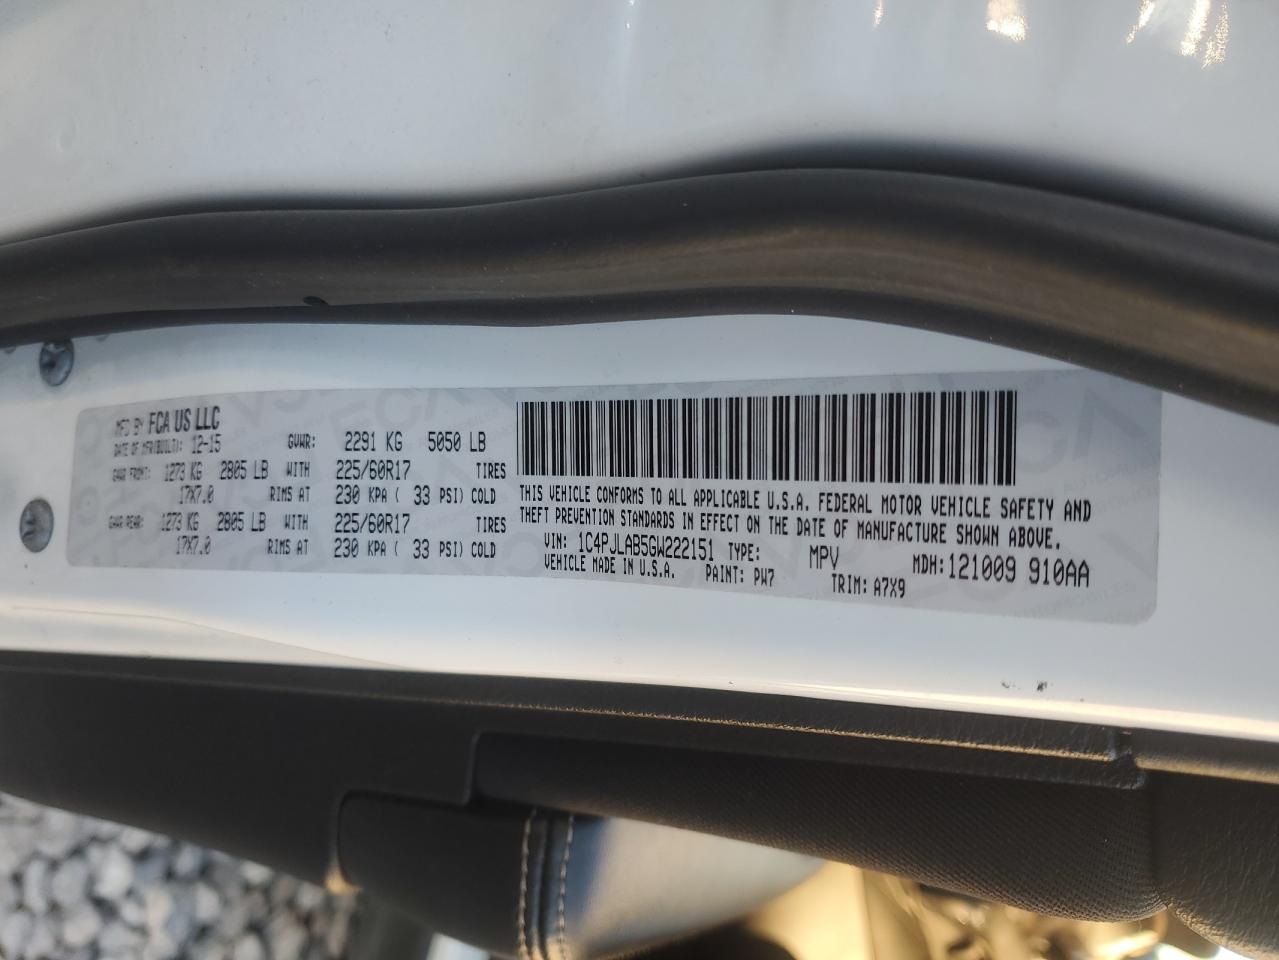 MFD BY FCA US LLC
DATE OF MFR(BUILT): 12-15 GVWR: 2291 KG 5050 LB
GAWR FRONT: 1273 KG 2805 LB WITH 225/60R17 TIRES
17X7.0 RIMS AT 230 KPA ( 33 PSI) COLD
GAWR REAR: 1273 KG 2805 LB WITH 225/60R17 TIRES
17X7.0 RIMS AT 230 KPA ( 33 PSI) COLD
THIS VEHICLE CONFORMS TO ALL APPLICABLE U.S.A. FEDERAL MOTOR VEHICLE SAFETY AND
THEFT PREVENTION STANDARDS IN EFFECT ON THE DATE OF MANUFACTURE SHOWN ABOVE.
VIN: 1C4PJLAB5GW222151 TYPE: MPV MDH: 121009 910AA
VEHICLE MADE IN U.S.A. PAINT: PW7 TRIM: A7X9